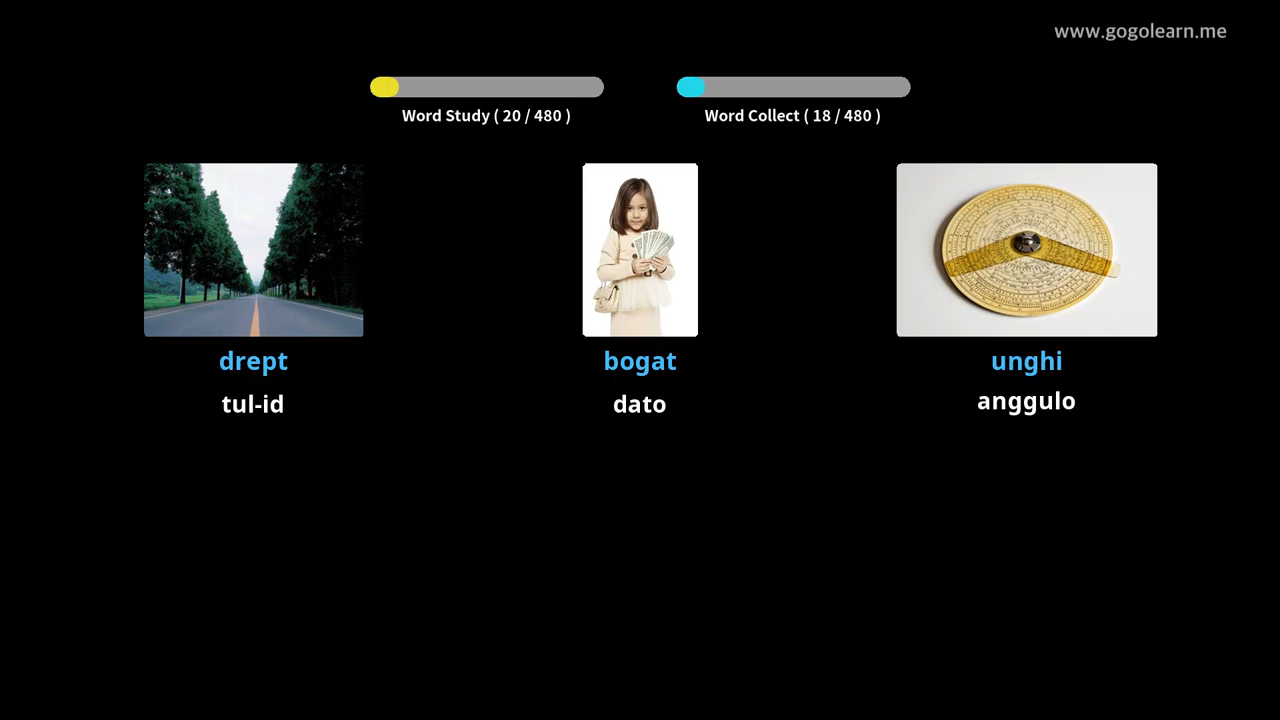 www.gogolearn.me
Word Study ( 20 / 480 )
Word Collect ( 18 / 480 )
drept
bogat
unghi
tul-id
dato
anggulo